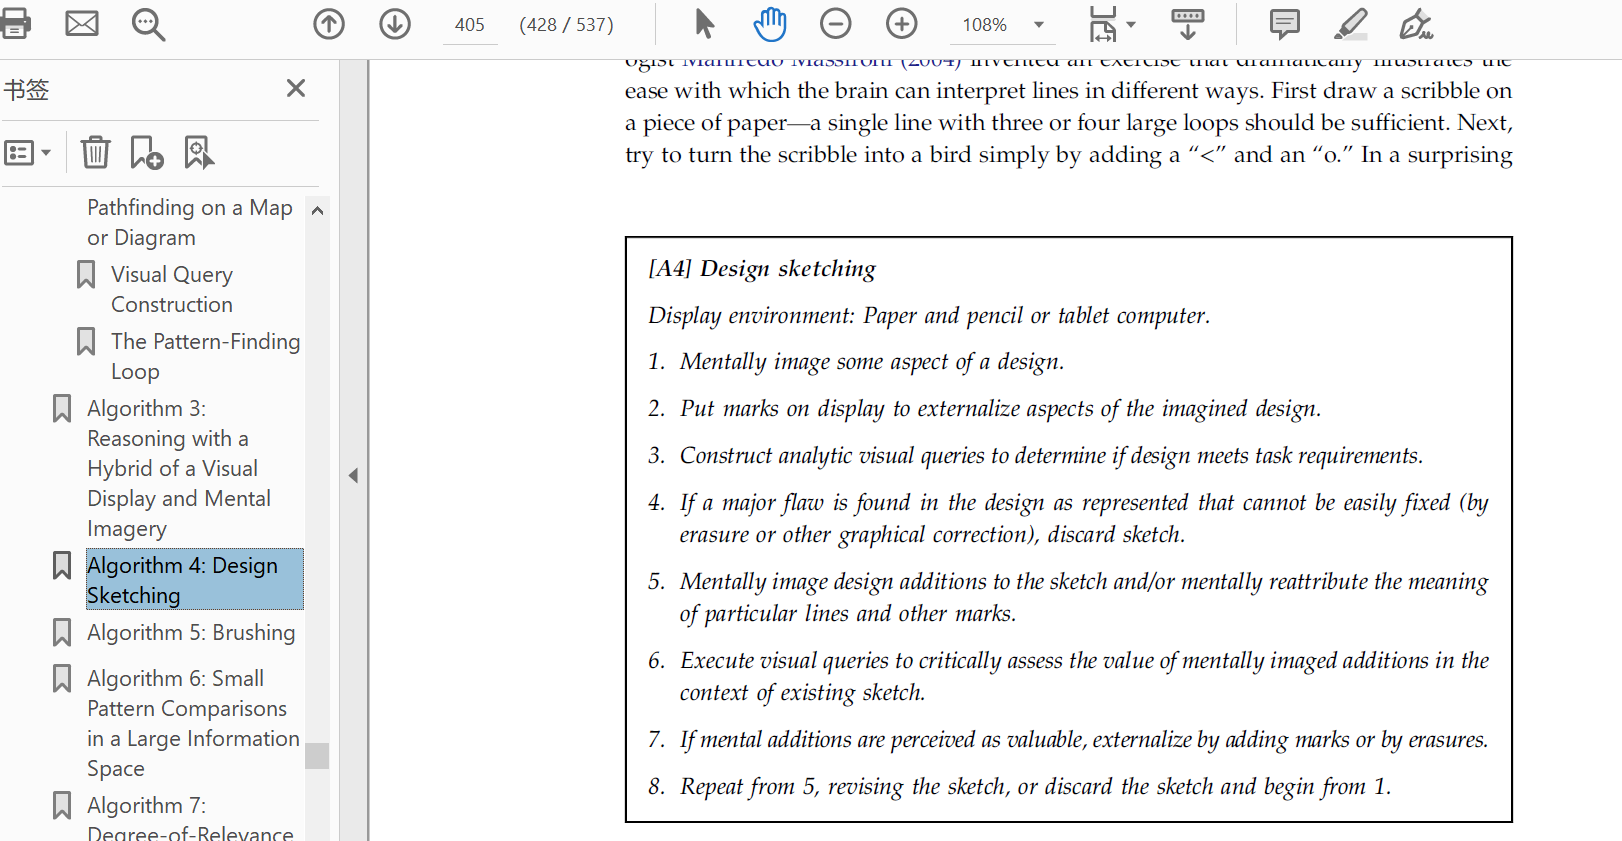 405 (428 / 537) 108%
书签
Pathfinding on a Map
or Diagram
Visual Query
Construction
The Pattern-Finding
Loop
Algorithm 3:
Reasoning with a
Hybrid of a Visual
Display and Mental
Imagery
Algorithm 4: Design
Sketching
Algorithm 5: Brushing
Algorithm 6: Small
Pattern Comparisons
in a Large Information
Space
Algorithm 7:
Degree-of-Relevance
ogist Manfredo Massironi (2004) invented an exercise that dramatically illustrates the
ease with which the brain can interpret lines in different ways. First draw a scribble on
a piece of paper—a single line with three or four large loops should be sufficient. Next,
try to turn the scribble into a bird simply by adding a “<” and an “o.” In a surprising
[A4] Design sketching
Display environment: Paper and pencil or tablet computer.
1. Mentally image some aspect of a design.
2. Put marks on display to externalize aspects of the imagined design.
3. Construct analytic visual queries to determine if design meets task requirements.
4. If a major flaw is found in the design as represented that cannot be easily fixed (by
erasure or other graphical correction), discard sketch.
5. Mentally image design additions to the sketch and/or mentally reattribute the meaning
of particular lines and other marks.
6. Execute visual queries to critically assess the value of mentally imaged additions in the
context of existing sketch.
7. If mental additions are perceived as valuable, externalize by adding marks or by erasures.
8. Repeat from 5, revising the sketch, or discard the sketch and begin from 1.